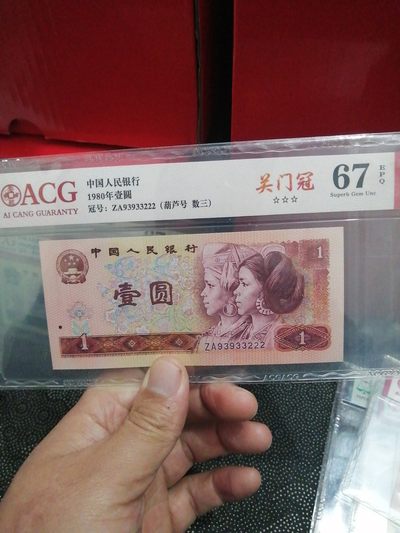 ACG
AI CANG GUARANTY
中国人民银行
1980年壹圆
冠号: ZA93933222 (葫芦号 数三)
关门冠
☆☆☆
67
EPQ
Superb Gem Unc
中国人民银行
1
壹圆
1
1
ZA93933222